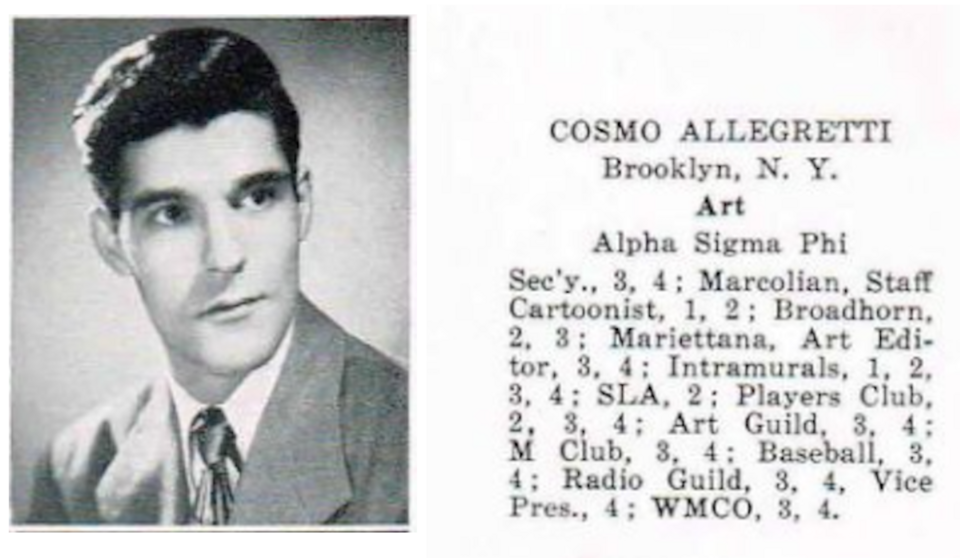 COSMO ALLEGRETTI
Brooklyn, N. Y.
Art
Alpha Sigma Phi
Sec'y., 3, 4; Marcolian, Staff
Cartoonist, 1, 2; Broadhorn,
2, 3; Mariettana, Art Edi-
tor, 3, 4; Intramurals, 1, 2,
3, 4; SLA, 2; Players Club,
2, 3, 4; Art Guild, 3, 4;
M Club, 3, 4; Baseball, 3,
4; Radio Guild, 3, 4, Vice
Pres., 4; WMCO, 3, 4.